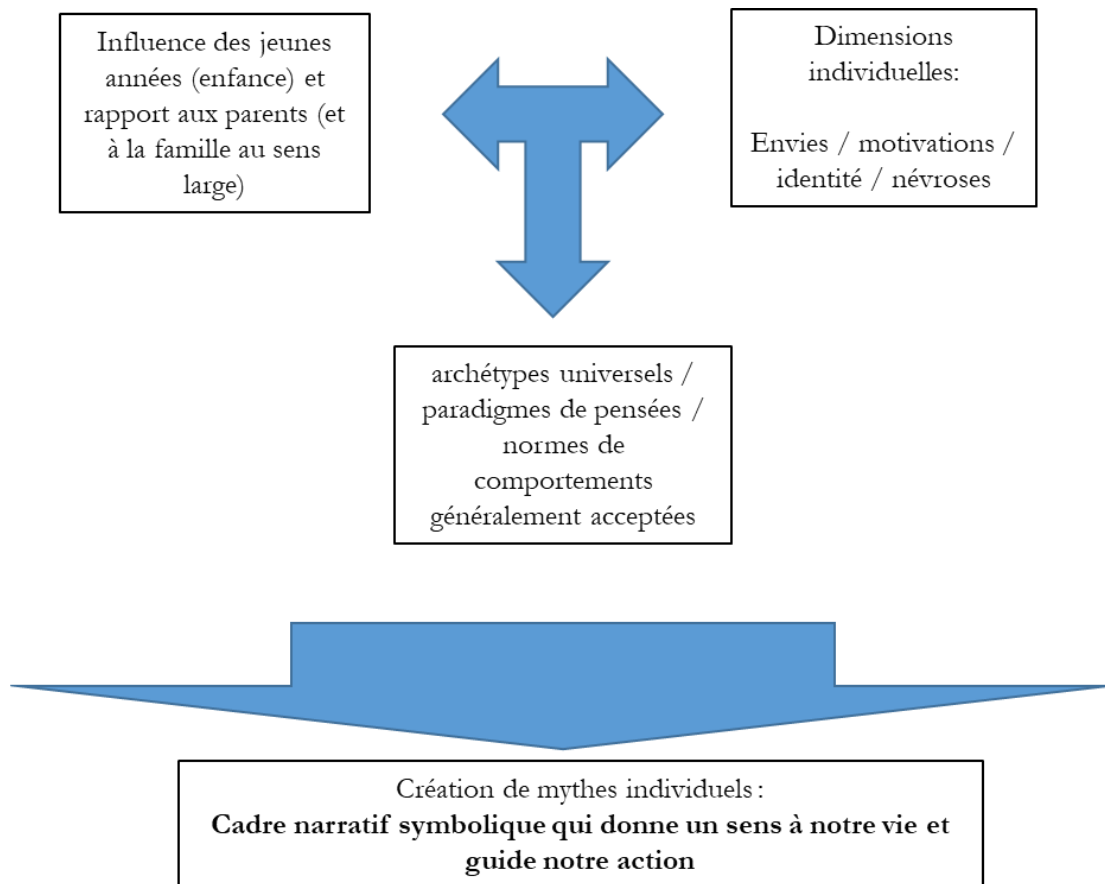 Influence des jeunes
années (enfance) et
rapport aux parents (et
à la famille au sens
large)
Dimensions
individuelles:
Envies / motivations /
identité / névroses
archétypes universels /
paradigmes de pensées /
normes de
comportements
généralement acceptées
Création de mythes individuels :
Cadre narratif symbolique qui donne un sens à notre vie et
guide notre action